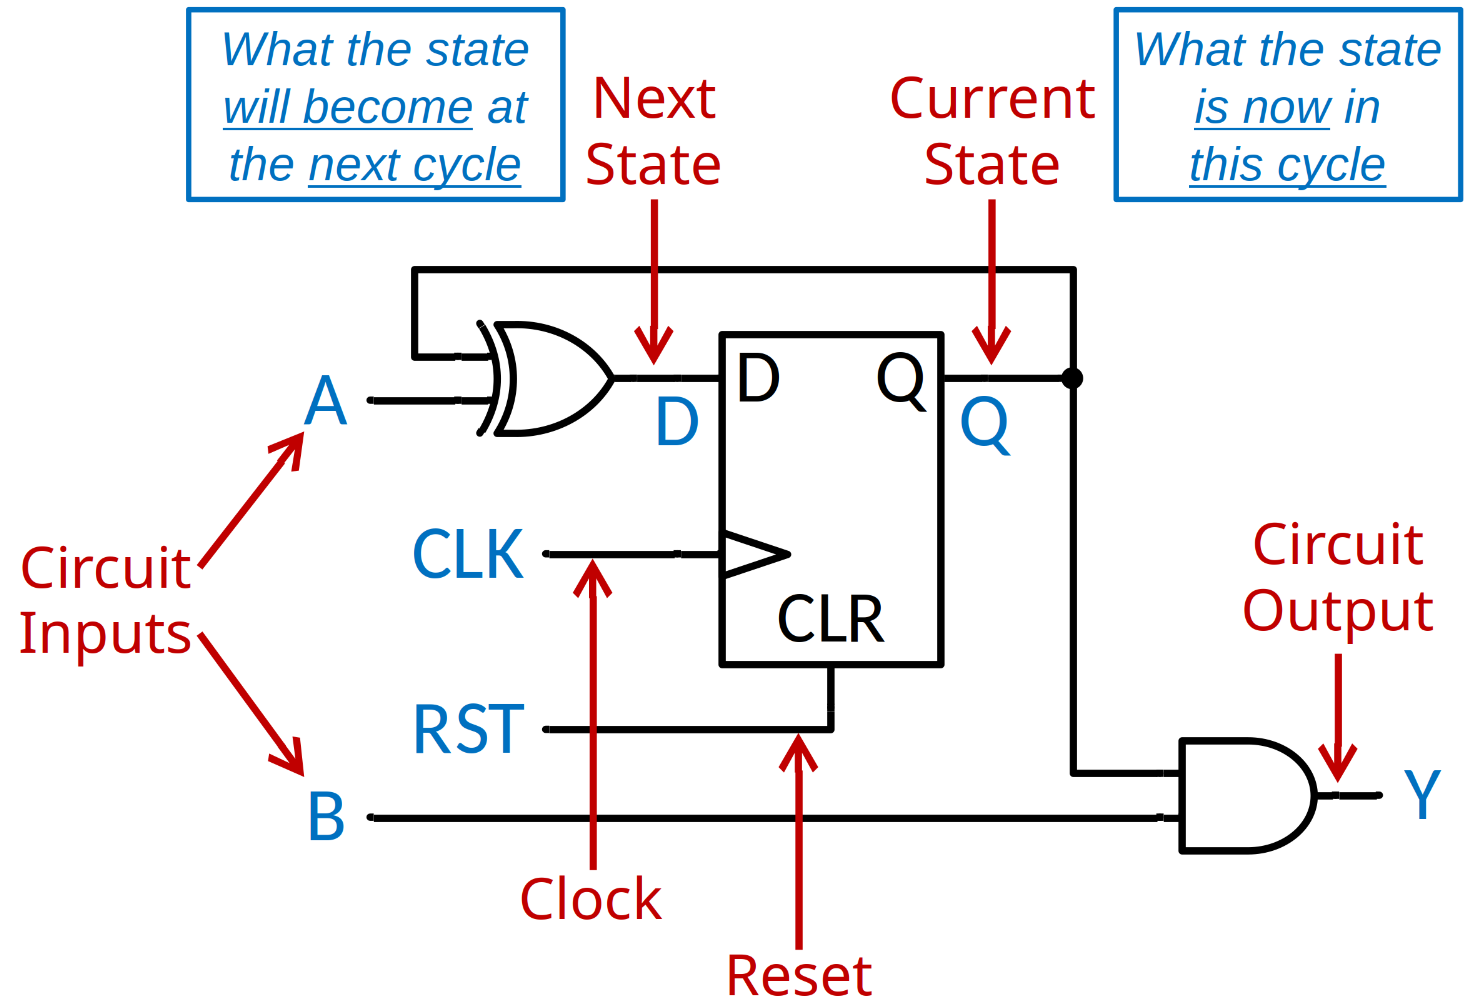 What the state
will become at
the next cycle
Next
State
Current
State
What the state
is now in
this cycle
A
D
D
Q
Q
CLK
CLR
Circuit
Inputs
Circuit
Output
RST
B
Y
Clock
Reset